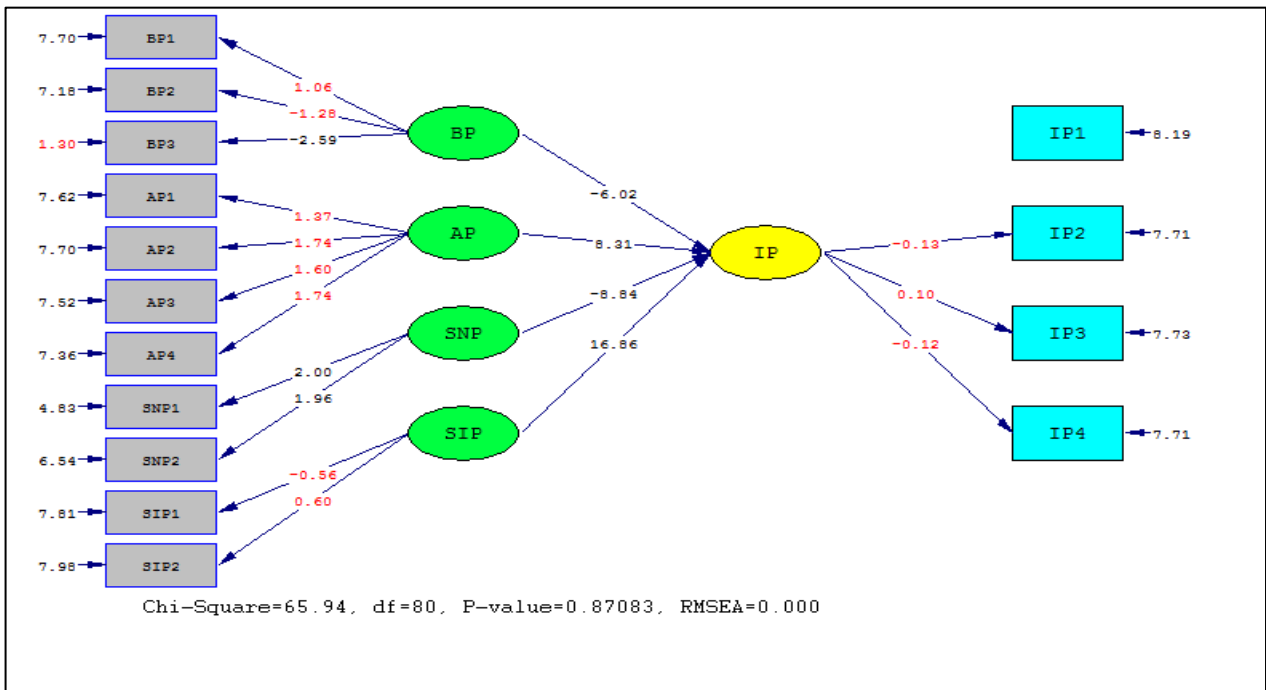 7.70 BP1
7.18 BP2
1.30 BP3
7.62 AP1
7.70 AP2
7.52 AP3
7.36 AP4
4.83 SNP1
6.54 SNP2
7.81 SIP1
7.98 SIP2
1.06
-1.28
-2.59
1.37
1.74
1.60
1.74
2.00
1.96
-0.56
0.60
BP
AP
SNP
SIP
-6.02
8.31
-8.84
16.86
IP
-0.13
0.10
-0.12
IP1 8.19
IP2 7.71
IP3 7.73
IP4 7.71
Chi-Square=65.94, df=80, P-value=0.87083, RMSEA=0.000